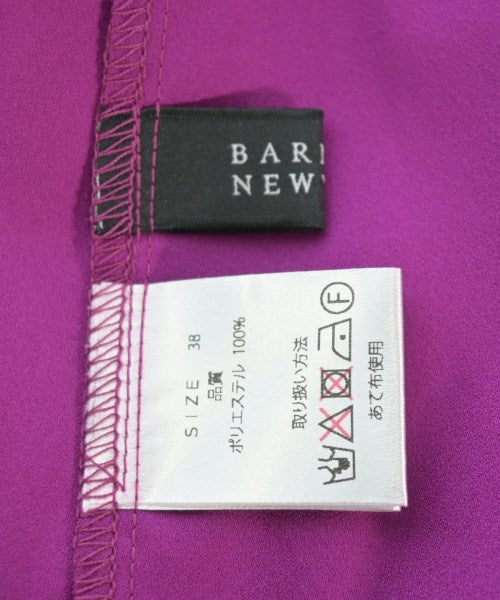 BAR
NEW
SIZE 38
品質
ポリエステル 100%
取り扱い方法
F
あて布使用